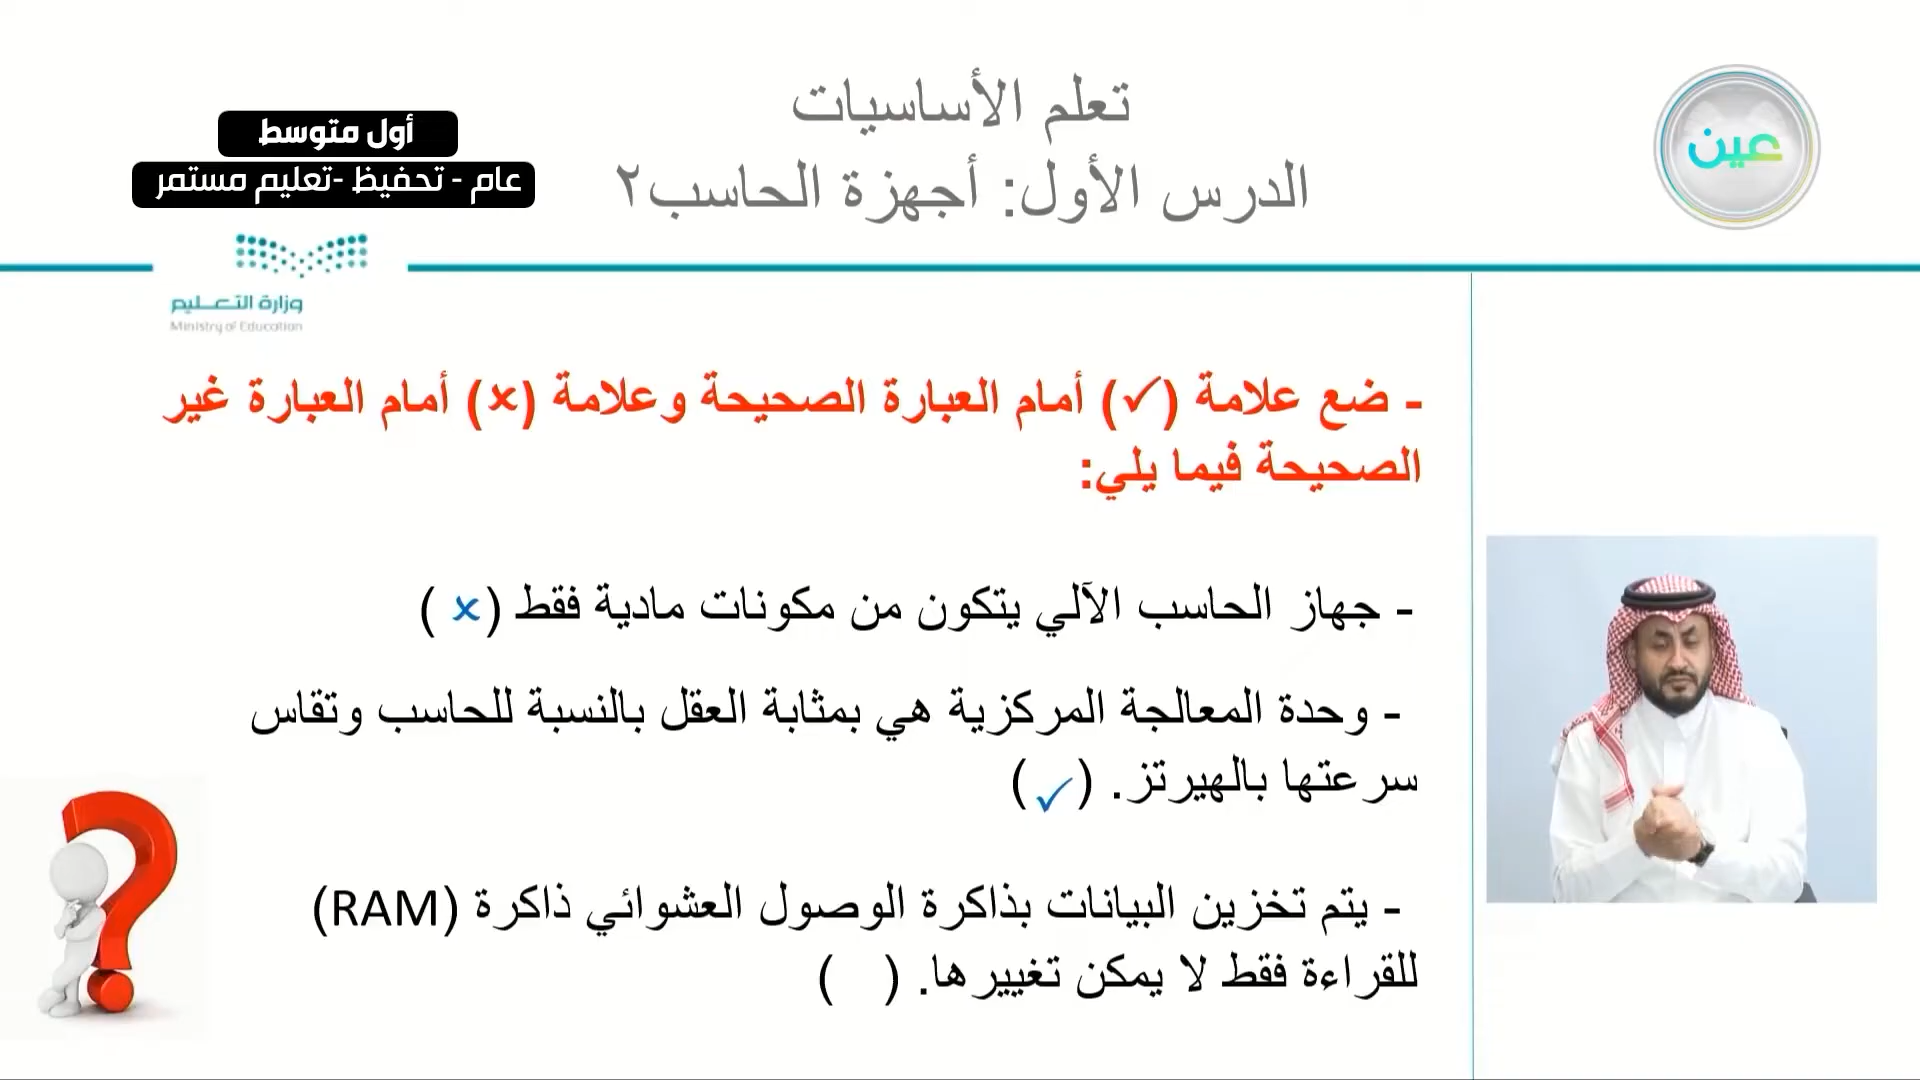 تعلم الأساسيات
الدرس الأول: أجهزة الحاسب٢
عين
أول متوسط
عام - تحفيظ -تعليم مستمر
وزارة التعليم
Ministry of Education
- ضع علامة (✓) أمام العبارة الصحيحة وعلامة (×) أمام العبارة غير
الصحيحة فيما يلي:
- جهاز الحاسب الآلي يتكون من مكونات مادية فقط (× )
- وحدة المعالجة المركزية هي بمثابة العقل بالنسبة للحاسب وتقاس
سرعتها بالهيرتز. (✓)
- يتم تخزين البيانات بذاكرة الوصول العشوائي ذاكرة (RAM)
للقراءة فقط لا يمكن تغييرها. (   )